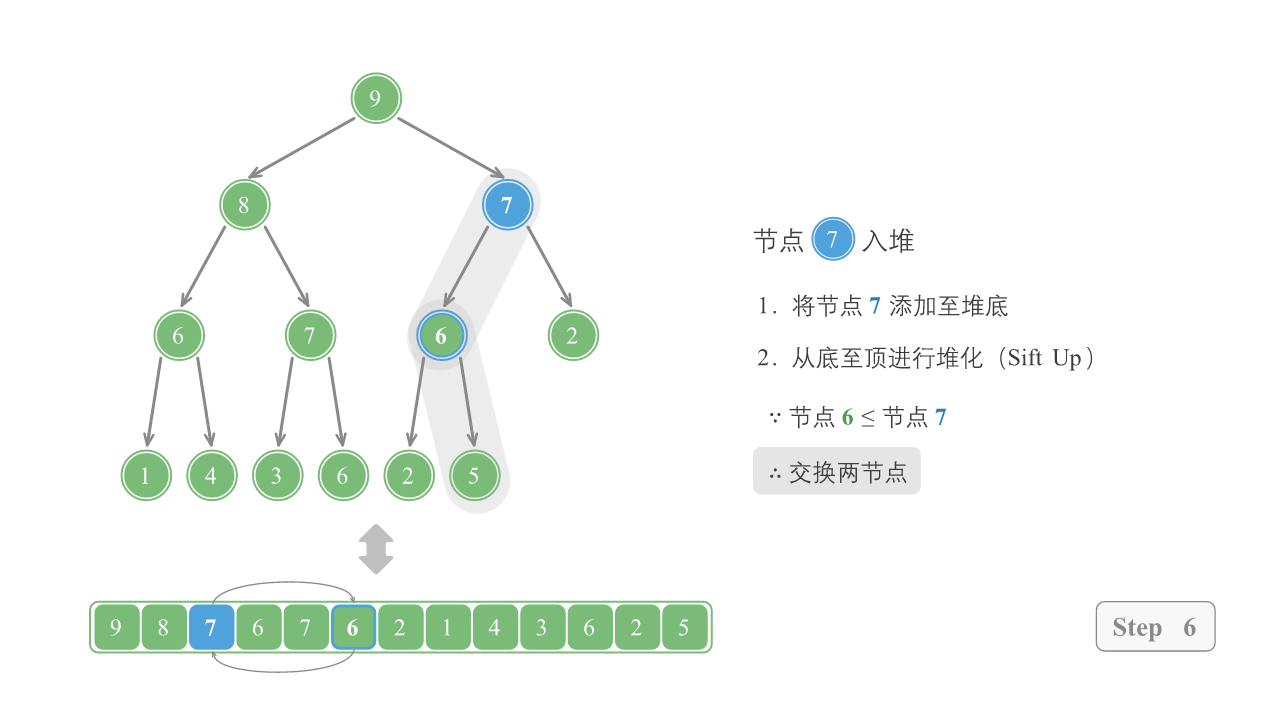 9
8 7
6 7 6 2
1 4 3 6 2 5
9 8 7 6 7 6 2 1 4 3 6 2 5
节点 7 入堆
1. 将节点 7 添加至堆底
2. 从底至顶进行堆化（Sift Up）
∵ 节点 6 ≤ 节点 7
∴ 交换两节点
Step 6